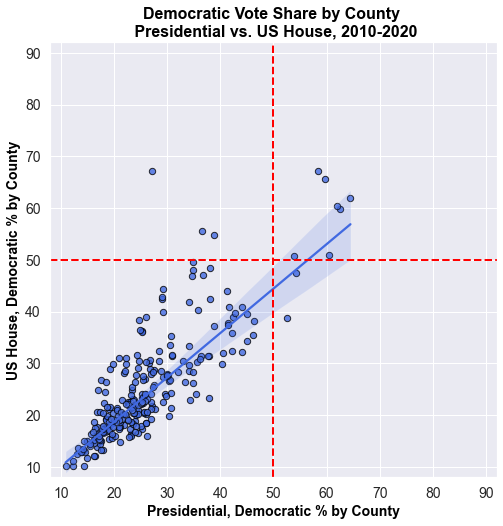 Democratic Vote Share by County
Presidential vs. US House, 2010-2020
90
80
70
60
50
40
30
20
10
US House, Democratic % by County
10 20 30 40 50 60 70 80 90
Presidential, Democratic % by County